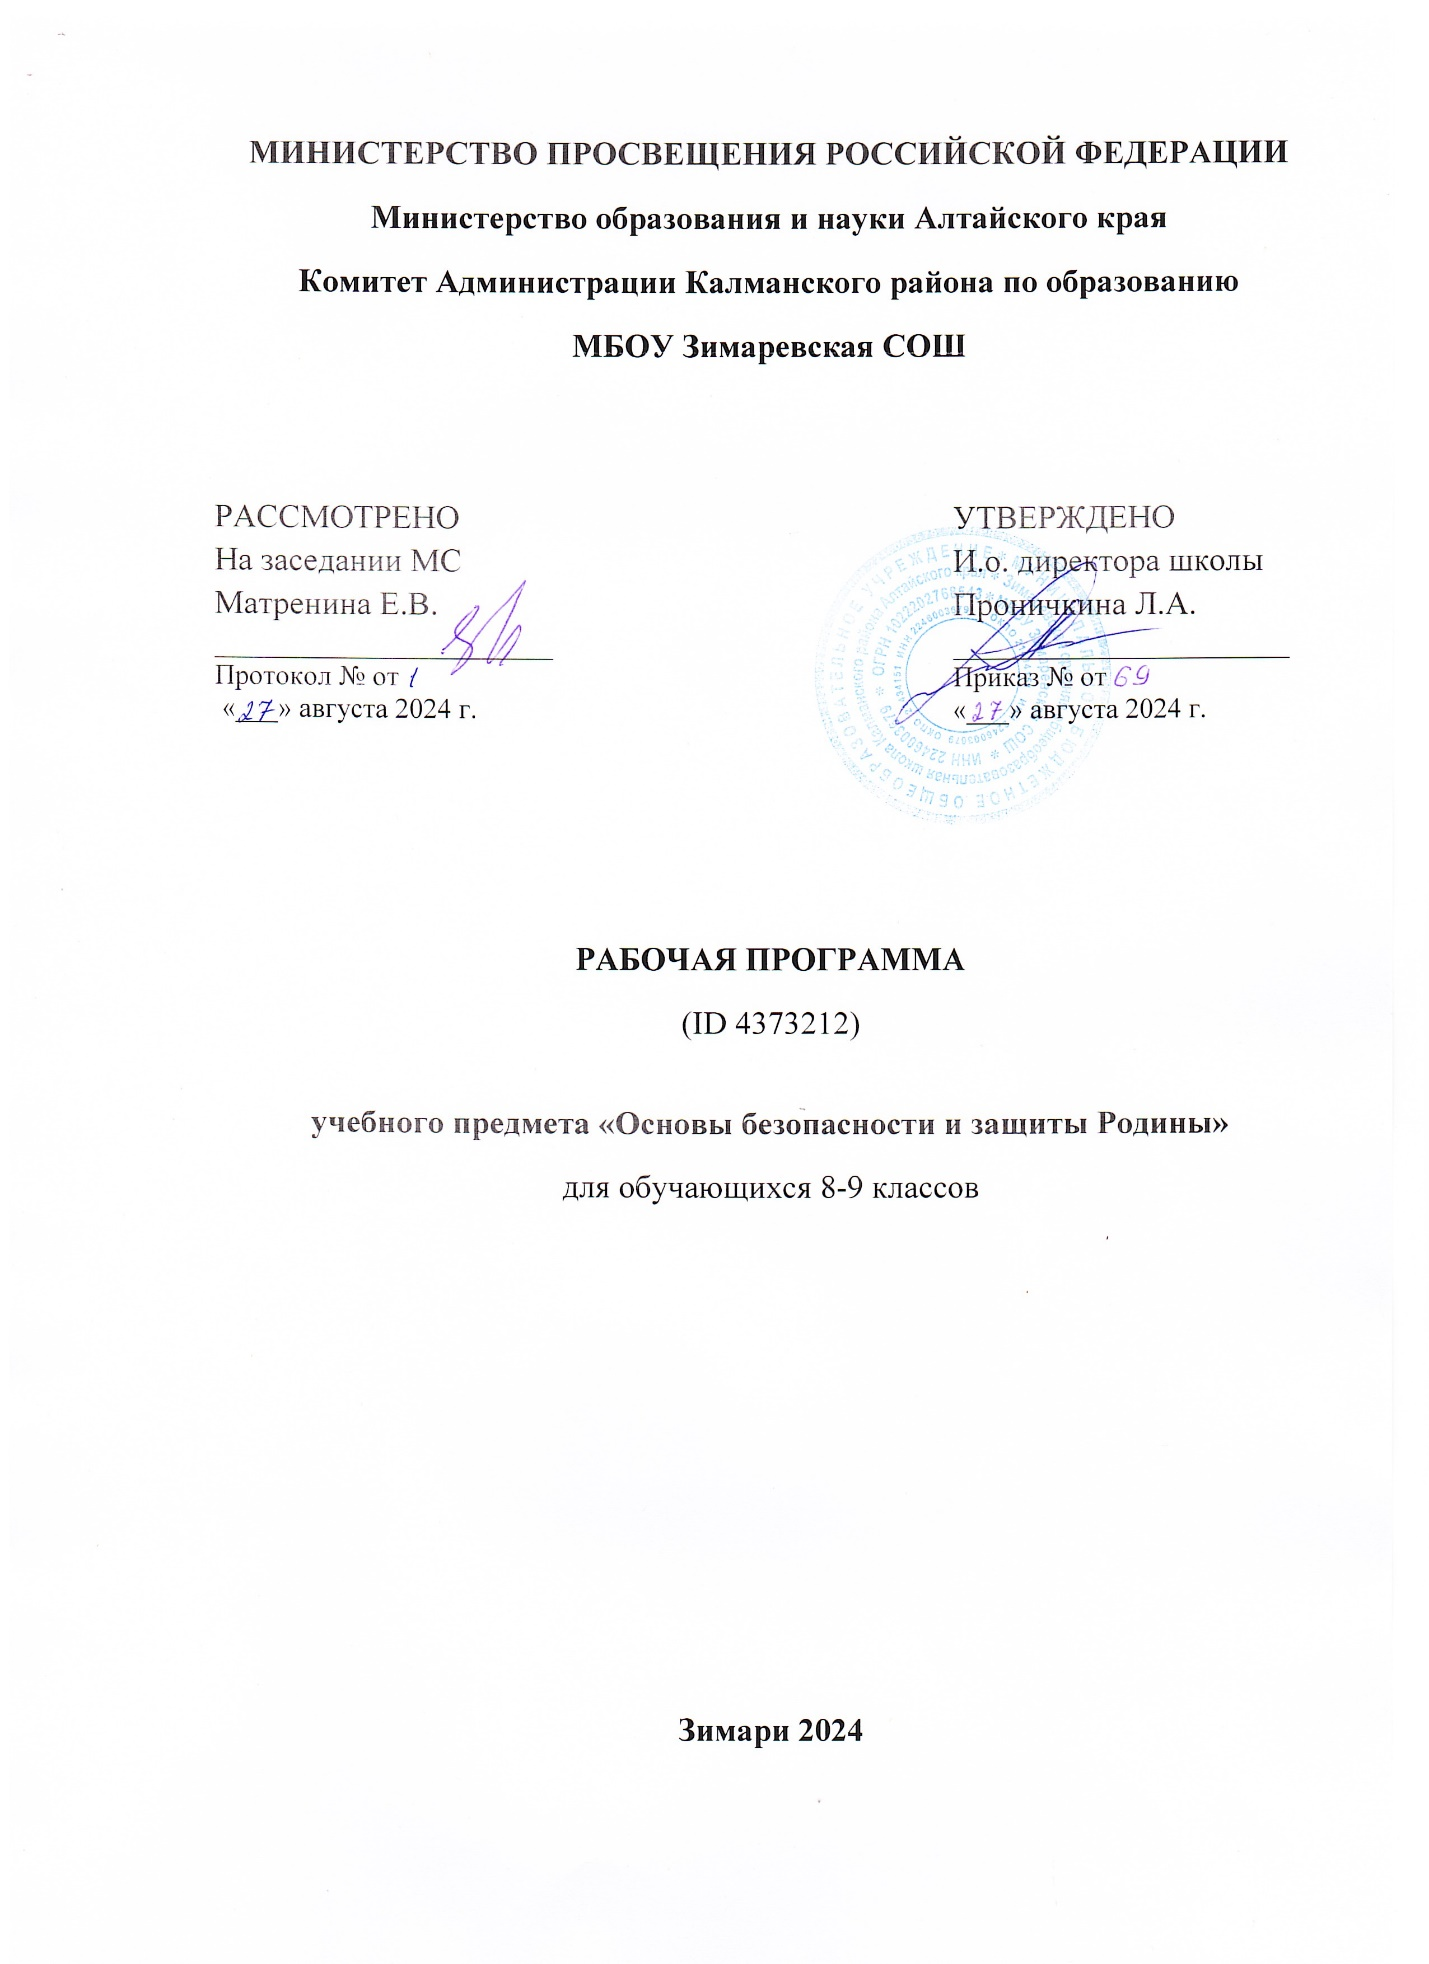 МИНИСТЕРСТВО ПРОСВЕЩЕНИЯ РОССИЙСКОЙ ФЕДЕРАЦИИ
Министерство образования и науки Алтайского края
Комитет Администрации Калманского района по образованию
МБОУ Зимаревская СОШ
РАССМОТРЕНО
На заседании МС
Матренина Е.В.
Протокол № от 1
«27» августа 2024 г.
УТВЕРЖДЕНО
И.о. директора школы
Проничкина Л.А.
Приказ № от 69
«27» августа 2024 г.
РАБОЧАЯ ПРОГРАММА
(ID 4373212)
учебного предмета «Основы безопасности и защиты Родины»
для обучающихся 8-9 классов
Зимари 2024